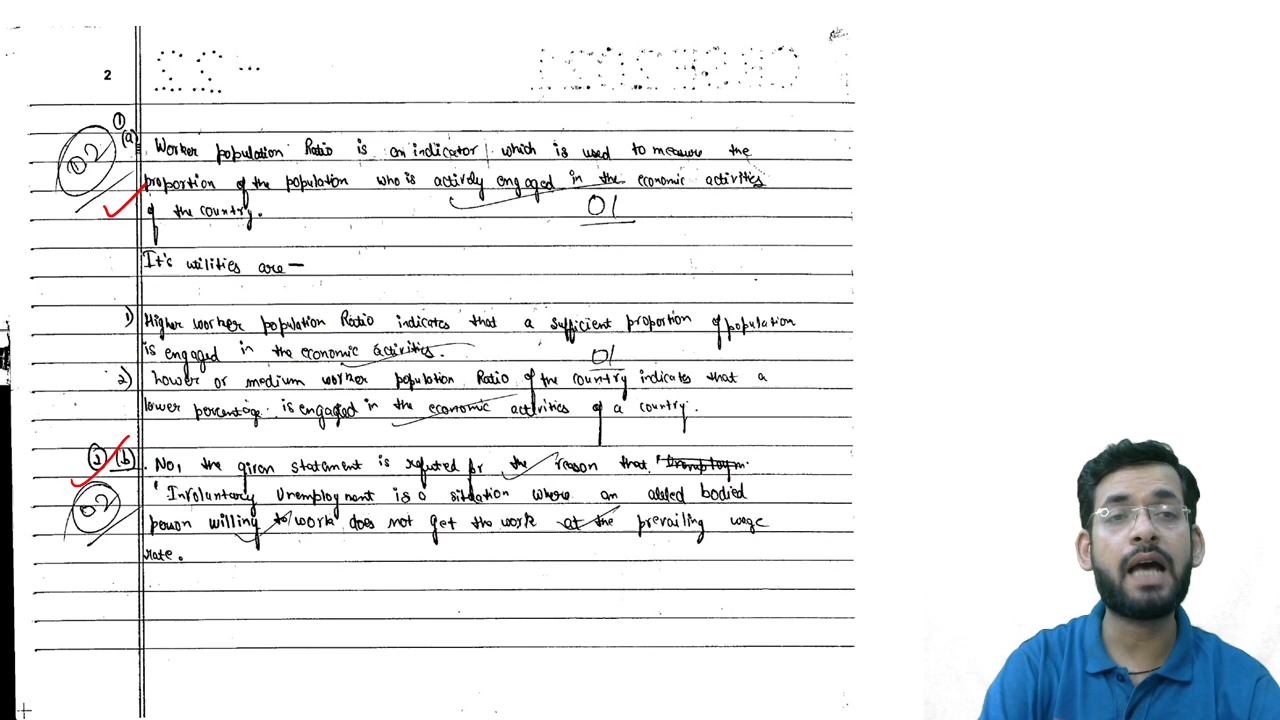 2
①
(a) Worker population Ratio is an indicator which is used to measure the
02
proportion of the population who is actively engaged in the economic activities
of the country.
01
It's utilities are —
1) Higher worker population Ratio indicates that a sufficient proportion of population
is engaged in the economic activities.
01
2) Lower or medium worker population Ratio of the country indicates that a
lower percentage is engaged in the economic activities of a country.
(b). No, the given statement is refuted for the reason that
02
"Involuntary Unemployment is a situation where an abled bodied
person willing to work does not get the work at the prevailing wage
rate.